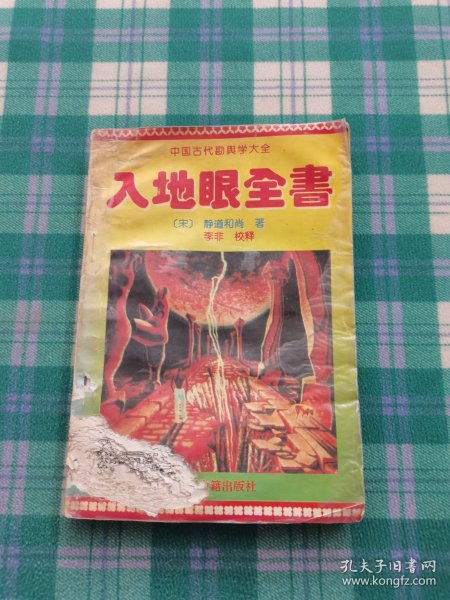 中国古代勘舆学大全
入地眼全書
〔宋〕 静道和尚 著
李非 校释
籍出版社
孔夫子旧书网
www.kongfz.com